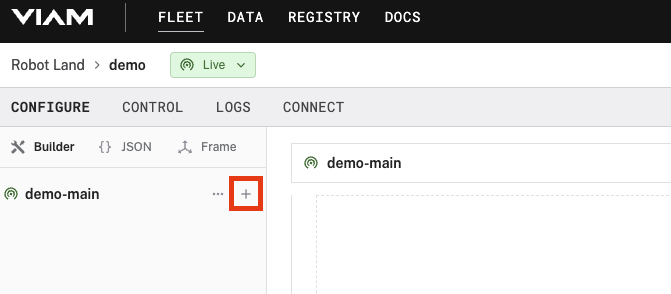 VIAM FLEET DATA REGISTRY DOCS
Robot Land > demo Live
CONFIGURE CONTROL LOGS CONNECT
Builder {} JSON Frame
demo-main
demo-main ... +